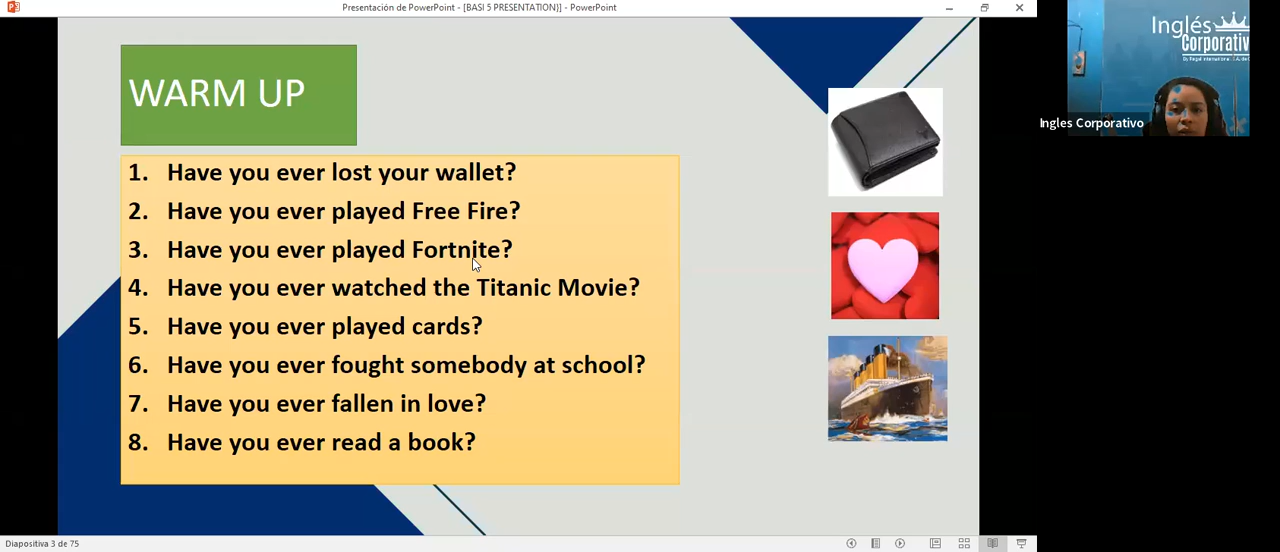 Presentación de PowerPoint - [BASI 5 PRESENTATION)] - PowerPoint
WARM UP
1. Have you ever lost your wallet?
2. Have you ever played Free Fire?
3. Have you ever played Fortnite?
4. Have you ever watched the Titanic Movie?
5. Have you ever played cards?
6. Have you ever fought somebody at school?
7. Have you ever fallen in love?
8. Have you ever read a book?
Inglés
Corporativ
Ingles Corporativo
Diapositiva 3 de 75